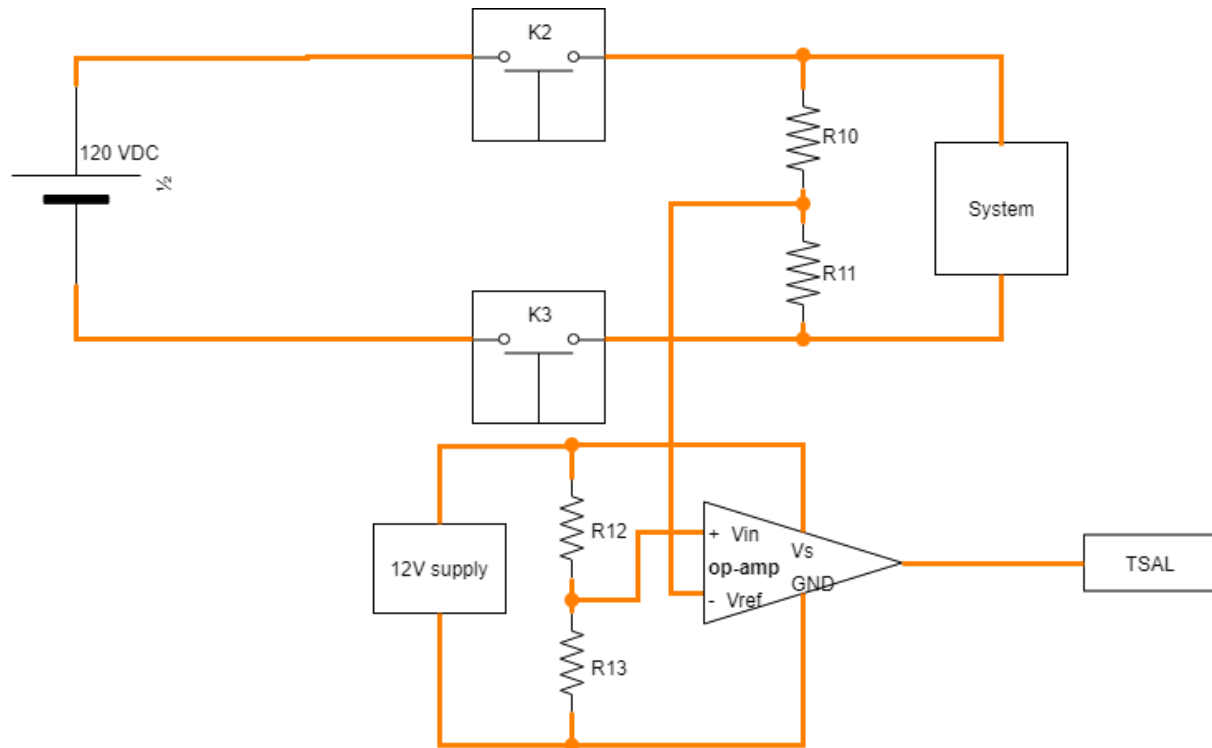 K2
120 VDC
½
R10
System
R11
K3
R12
12V supply
+ Vin
Vs
op-amp
GND
- Vref
TSAL
R13